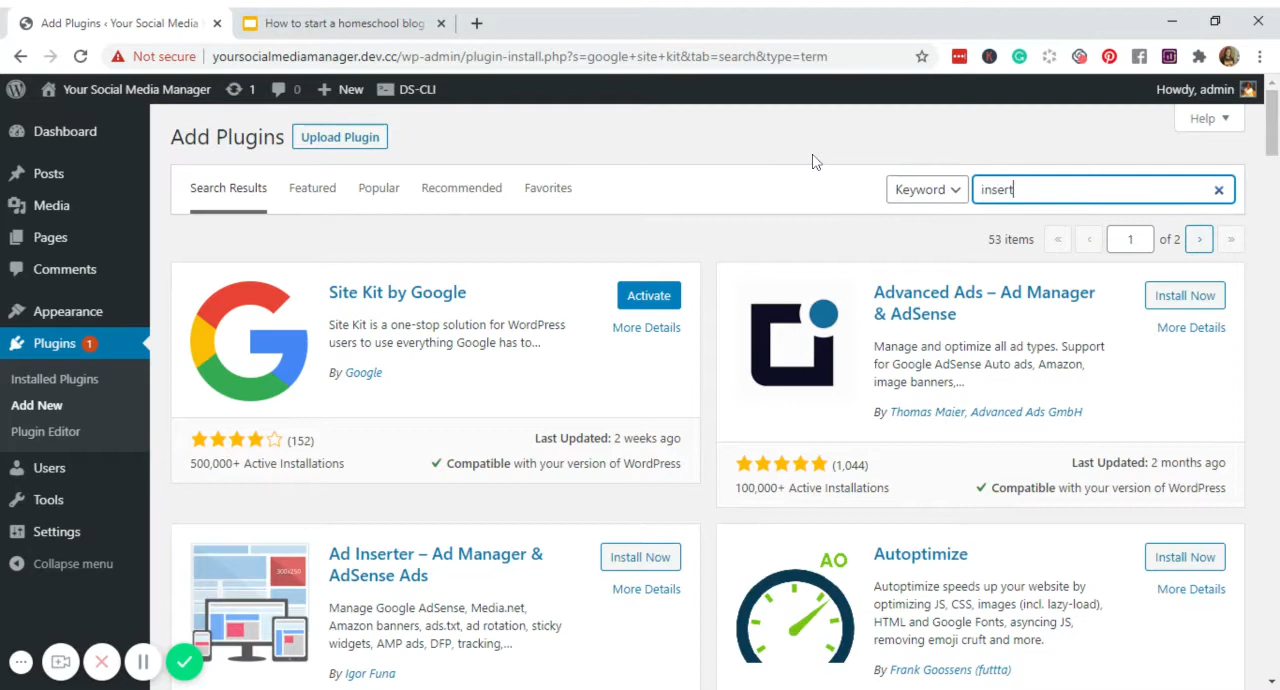 Add Plugins ‹ Your Social Media
How to start a homeschool blog
Not secure
yoursocialmediamanager.dev.cc/wp-admin/plugin-install.php?s=google+site+kit&tab=search&type=term
Your Social Media Manager
1
0
New
DS-CLI
Howdy, admin
Dashboard
Posts
Media
Pages
Comments
Appearance
Plugins 1
Installed Plugins
Add New
Plugin Editor
Users
Tools
Settings
Collapse menu
Help
Add Plugins
Upload Plugin
Search Results
Featured
Popular
Recommended
Favorites
Keyword
insert
53 items
«
‹
1
of 2
›
»
Site Kit by Google
Activate
More Details
Site Kit is a one-stop solution for WordPress
users to use everything Google has to...
By Google
(152)
500,000+ Active Installations
Last Updated: 2 weeks ago
Compatible with your version of WordPress
Advanced Ads – Ad Manager
& AdSense
Install Now
More Details
Manage and optimize all ad types. Support
for Google AdSense Auto ads, Amazon,
image banners,...
By Thomas Maier, Advanced Ads GmbH
(1,044)
100,000+ Active Installations
Last Updated: 2 months ago
Compatible with your version of WordPress
300x250
Ad Inserter – Ad Manager &
AdSense Ads
Install Now
More Details
Manage Google AdSense, Media.net,
Amazon banners, ads.txt, ad rotation, sticky
widgets, AMP ads, DFP, tracking,...
By Igor Funa
AO
Autoptimize
Install Now
More Details
Autoptimize speeds up your website by
optimizing JS, CSS, images (incl. lazy-load),
HTML and Google Fonts, asyncing JS,
removing emoji cruft and more.
By Frank Goossens (futtta)